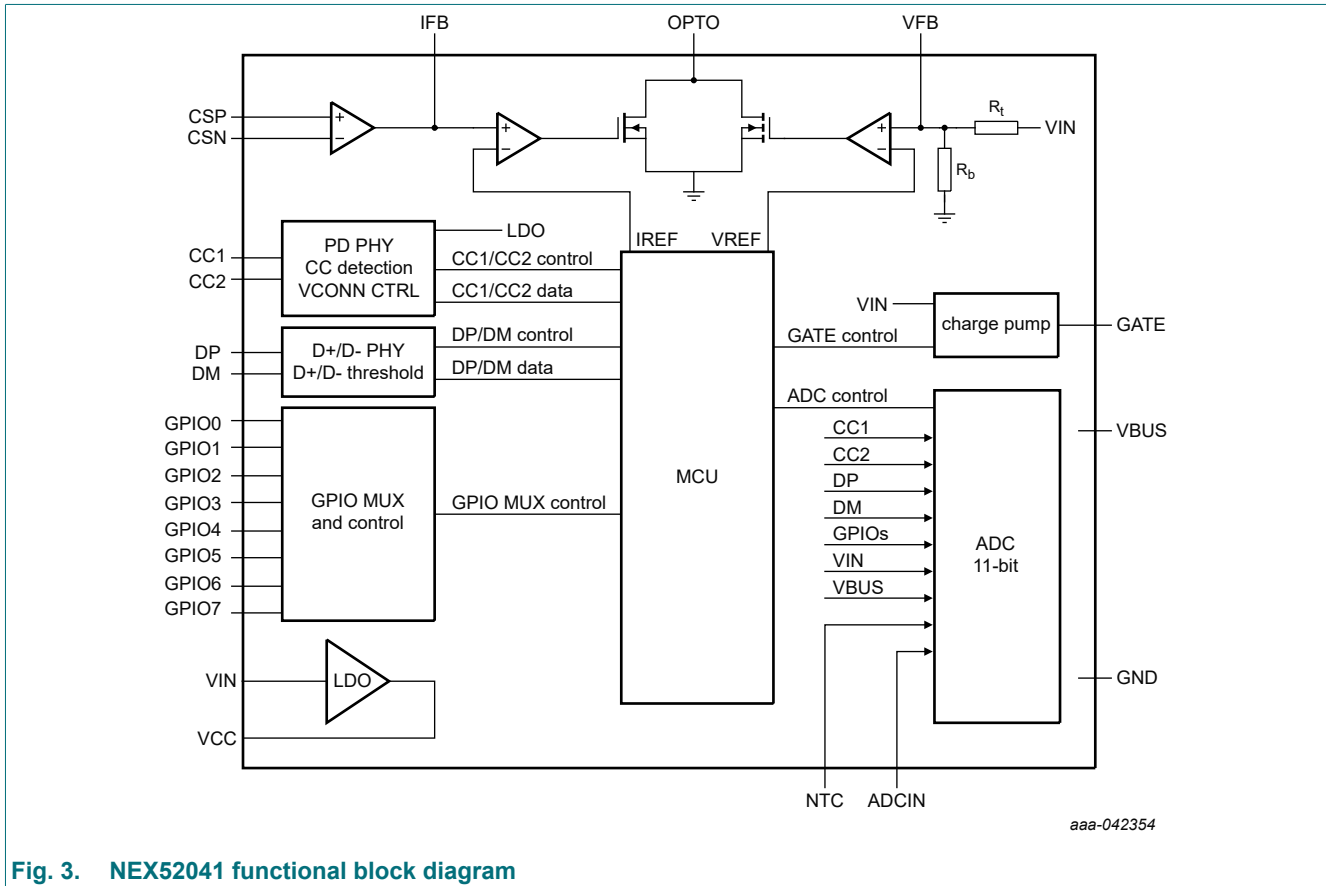 IFB OPTO VFB
CSP
CSN
+
−
+
−
+
−
Rt
VIN
Rb
IREF VREF
CC1
CC2
PD PHY
CC detection
VCONN CTRL
LDO
CC1/CC2 control
CC1/CC2 data
DP
DM
D+/D- PHY
D+/D- threshold
DP/DM control
DP/DM data
GPIO0
GPIO1
GPIO2
GPIO3
GPIO4
GPIO5
GPIO6
GPIO7
GPIO MUX
and control
GPIO MUX control
MCU
VIN
charge pump
GATE
GATE control
ADC control
CC1
CC2
DP
DM
GPIOs
VIN
VBUS
ADC
11-bit
VBUS
GND
VIN
LDO
VCC
NTC ADCIN
aaa-042354
Fig. 3. NEX52041 functional block diagram